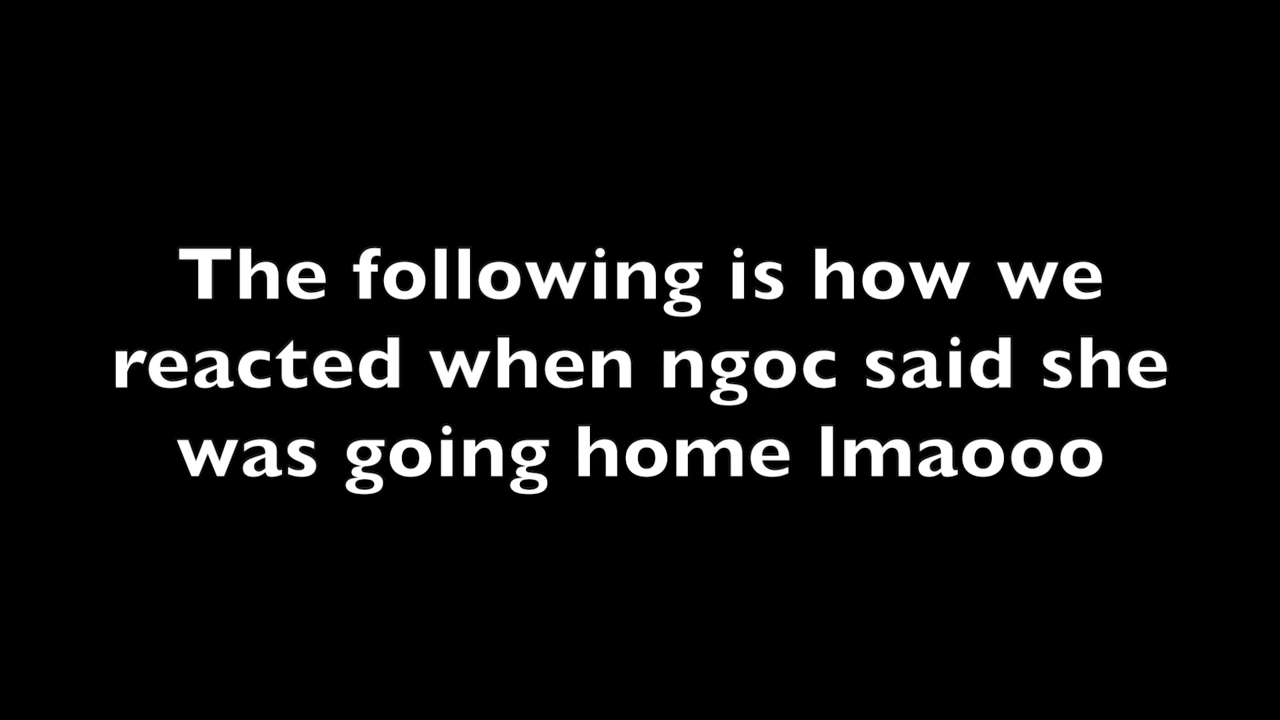 The following is how we
reacted when ngoc said she
was going home lmaooo